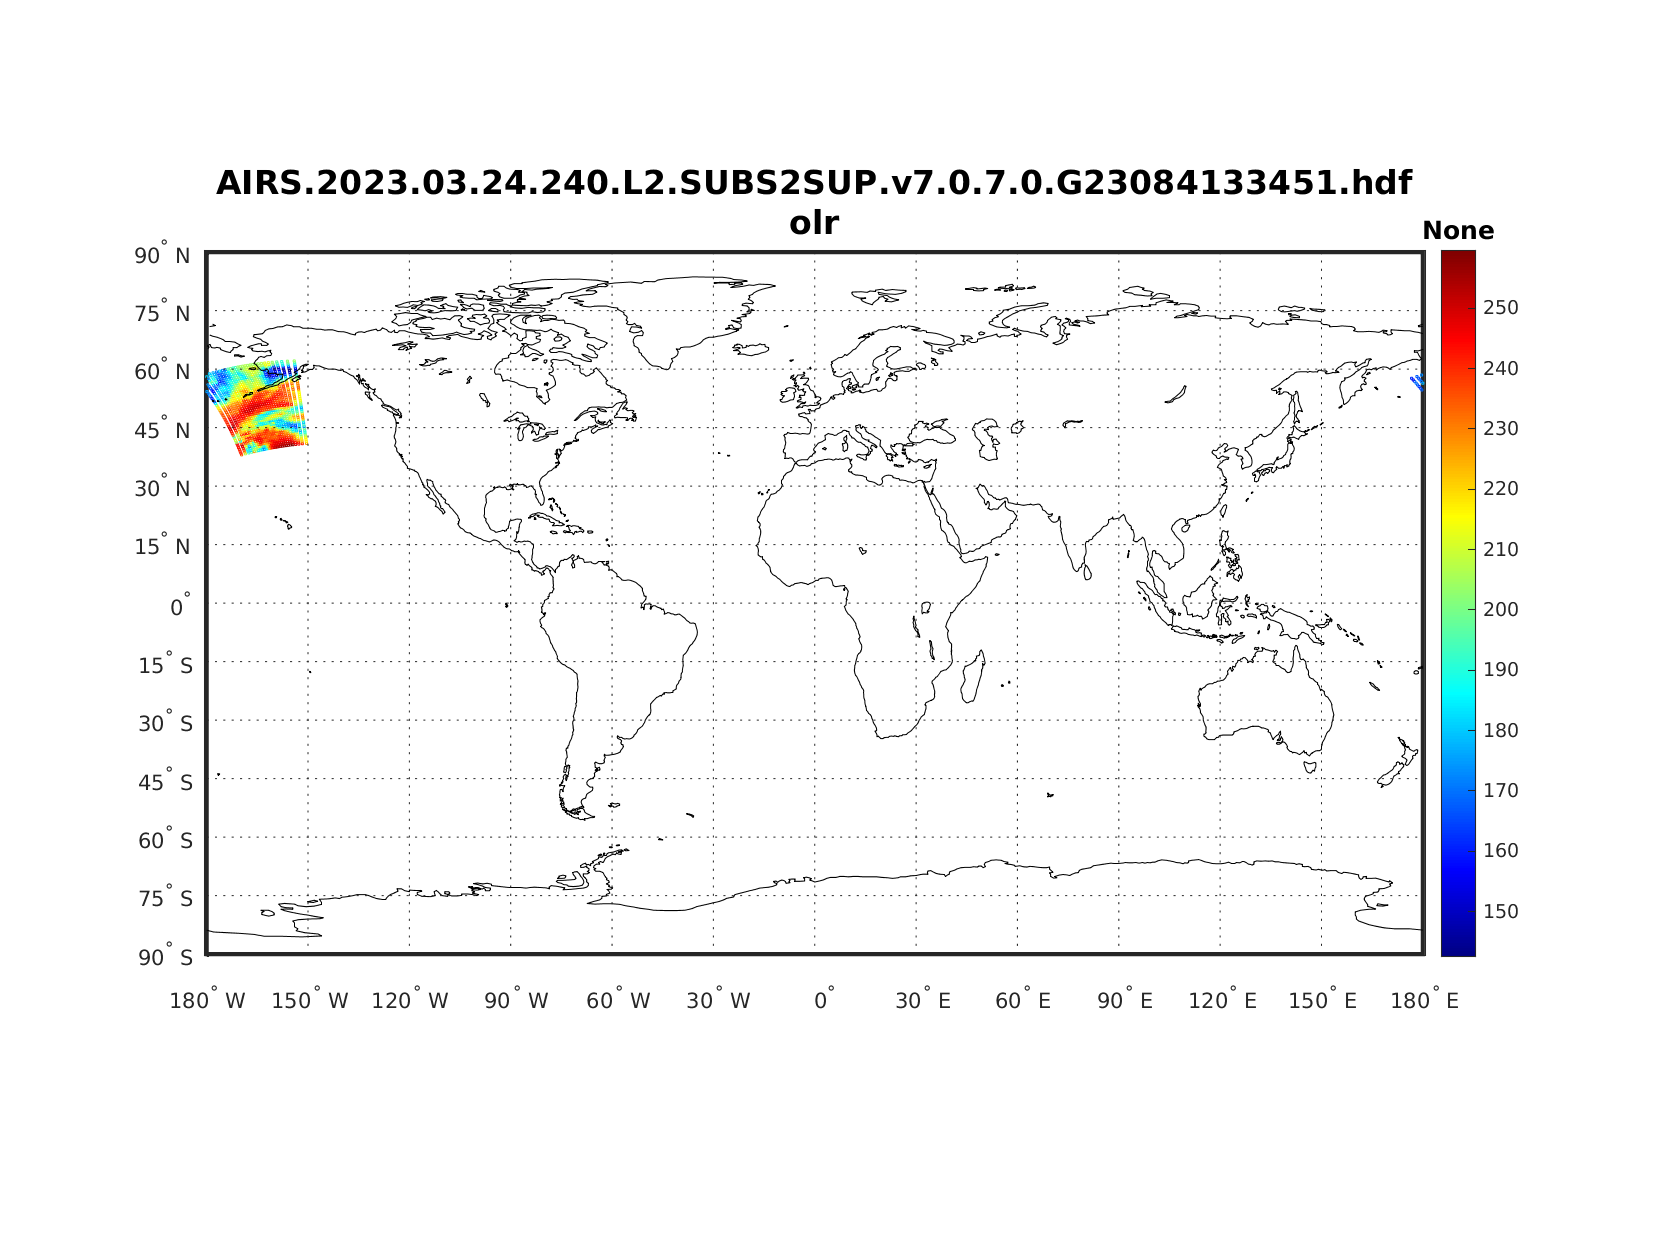 AIRS.2023.03.24.240.L2.SUBS2SUP.v7.0.7.0.G23084133451.hdf
olr
None
90° N
75° N
60° N
45° N
30° N
15° N
0°
15° S
30° S
45° S
60° S
75° S
90° S
180° W 150° W 120° W 90° W 60° W 30° W 0° 30° E 60° E 90° E 120° E 150° E 180° E
250
240
230
220
210
200
190
180
170
160
150